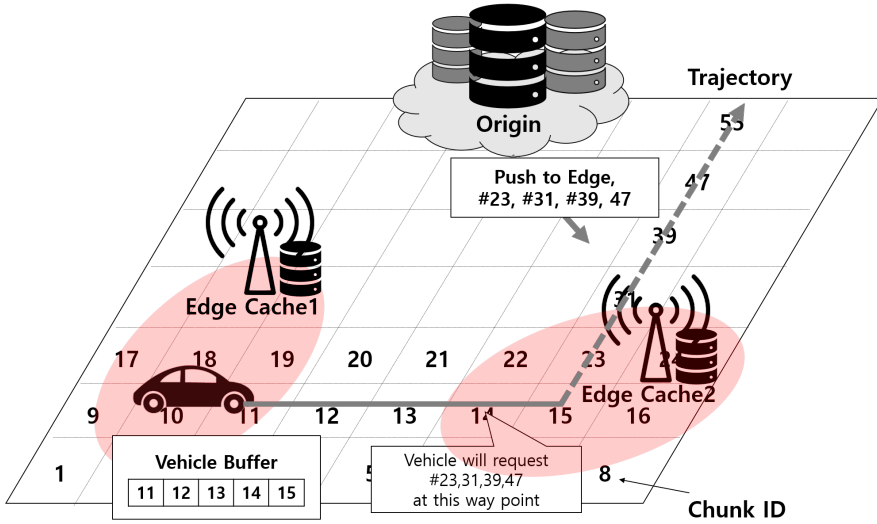 Trajectory
Origin
55
Push to Edge,
#23, #31, #39, 47
47
39
31
Edge Cache1
17 18 19 20 21 22 23 24
Edge Cache2
9 10 11 12 13 14 15 16
Vehicle Buffer
11 12 13 14 15
Vehicle will request
#23,31,39,47
at this way point
1 5 8
Chunk ID